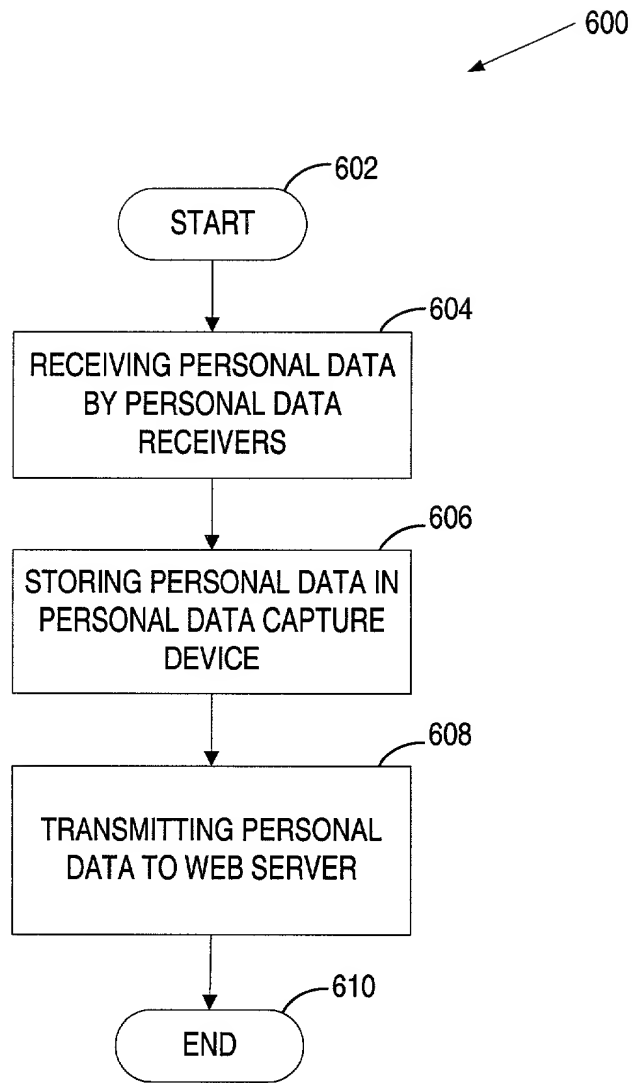 600
602
START
604
RECEIVING PERSONAL DATA
BY PERSONAL DATA
RECEIVERS
606
STORING PERSONAL DATA IN
PERSONAL DATA CAPTURE
DEVICE
608
TRANSMITTING PERSONAL
DATA TO WEB SERVER
610
END